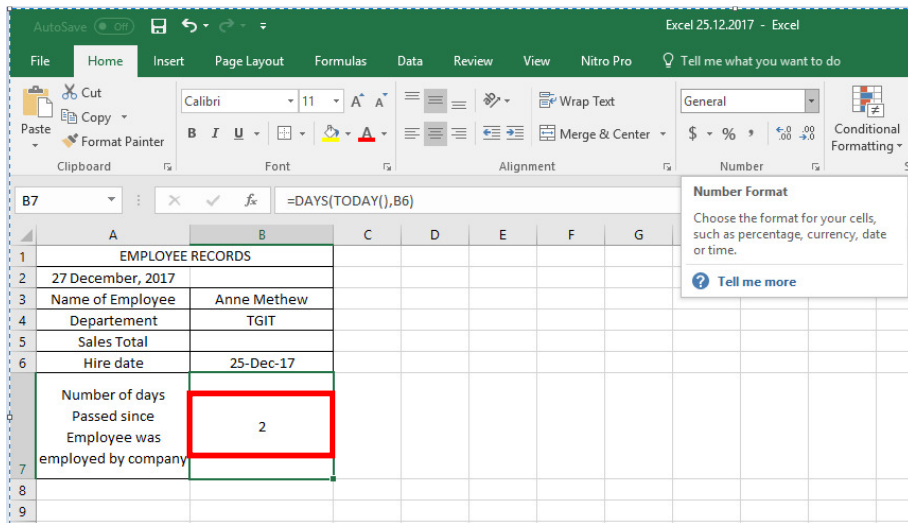 AutoSave Off Excel 25.12.2017 - Excel
File Home Insert Page Layout Formulas Data Review View Nitro Pro Tell me what you want to do
Cut
Copy
Format Painter
Paste
Calibri 11 A A
B I U A
Wrap Text
Merge & Center
General
$ % , .0 .00 .00 .0
Conditional
Formatting
Clipboard Font Alignment Number
B7 fx =DAYS(TODAY(),B6)
Number Format
Choose the format for your cells,
such as percentage, currency, date
or time.
? Tell me more
A B C D E F G
1 EMPLOYEE RECORDS
2 27 December, 2017
3 Name of Employee Anne Methew
4 Departement TGIT
5 Sales Total
6 Hire date 25-Dec-17
Number of days
Passed since
Employee was
employed by company
2
7
8
9